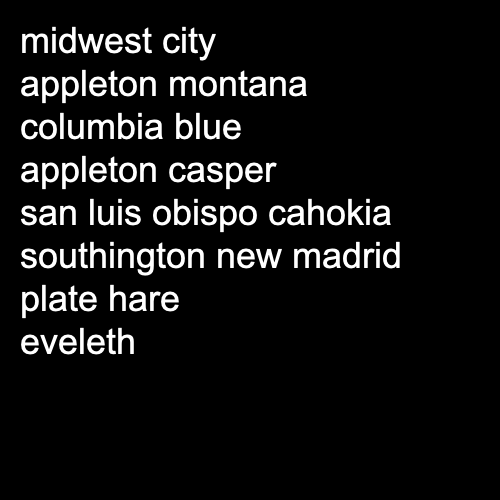 midwest city
appleton montana
columbia blue
appleton casper
san luis obispo cahokia
southington new madrid
plate hare
eveleth